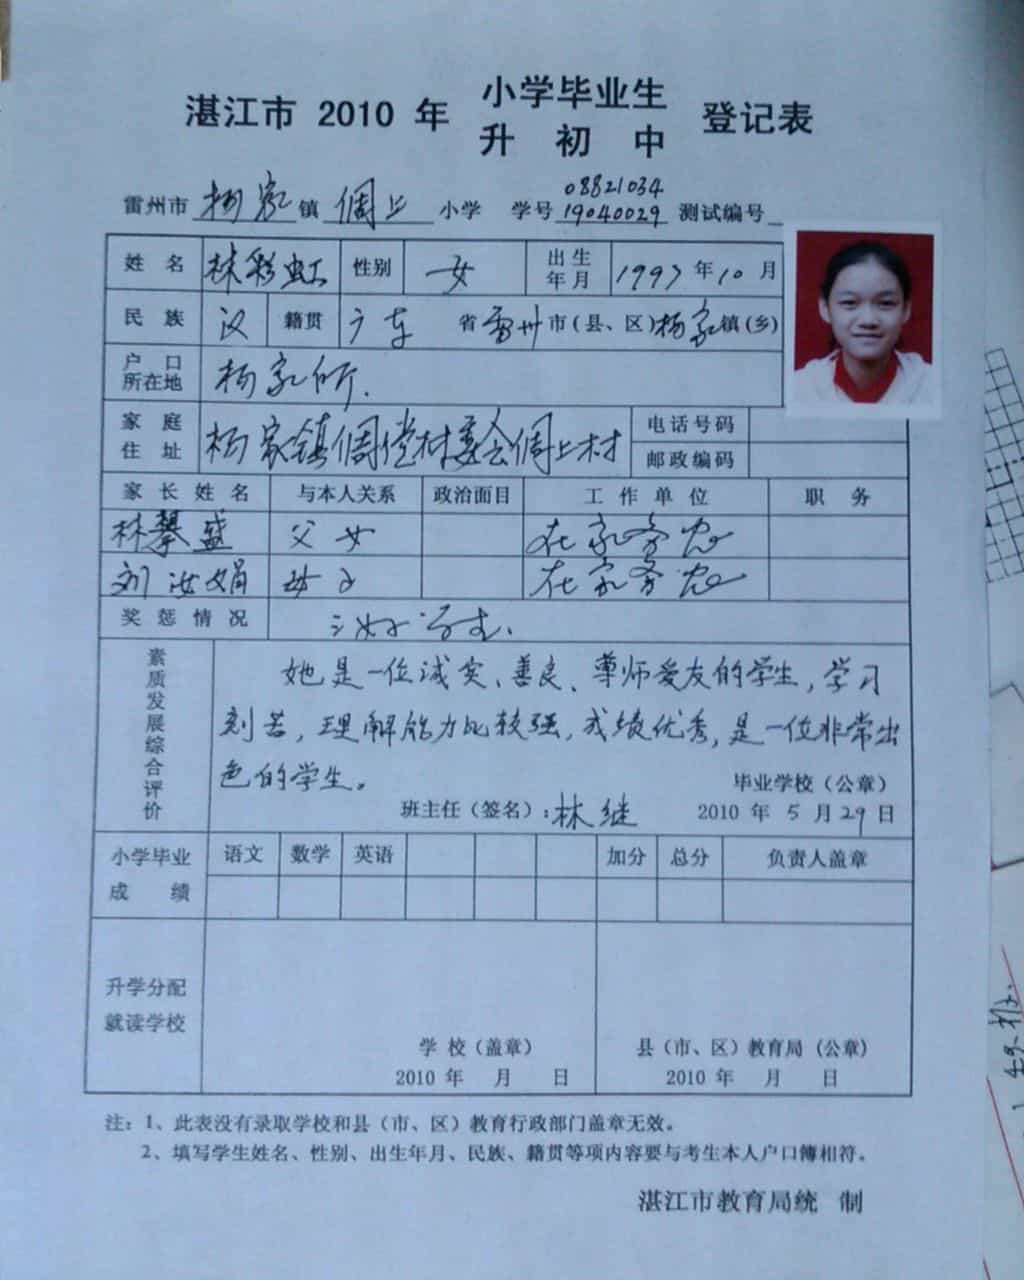 湛江市 2010 年 小学毕业生 升初中 登记表
雷州市 杨家 镇 倜上 小学 学号 08821034 19040029 测试编号
姓名 林彩虹 性别 女 出生年月 1997 年 10 月
民族 汉 籍贯 广东 省 雷州 市(县、区) 杨家 镇(乡)
户口所在地 杨家所.
家庭住址 杨家镇倜 村委会倜上村 电话号码
邮政编码
家长姓名 与本人关系 政治面目 工作单位 职务
林攀盛 父女 在家务农
刘汝娟 母子 在家务农
奖惩情况 三好学生.
素质发展综合评价
她是一位诚实、善良、尊师爱友的学生,学习
刻苦,理解能力比较强,成绩优秀,是一位非常出
色的学生。
毕业学校(公章)
班主任(签名):林继 2010 年 5 月 29 日
小学毕业成绩 语文 数学 英语 加分 总分 负责人盖章
升学分配
就读学校
学校(盖章) 县(市、区)教育局(公章)
2010 年 月 日 2010 年 月 日
注:1、此表没有录取学校和县(市、区)教育行政部门盖章无效。
2、填写学生姓名、性别、出生年月、民族、籍贯等项内容要与考生本人户口簿相符。
湛江市教育局统 制